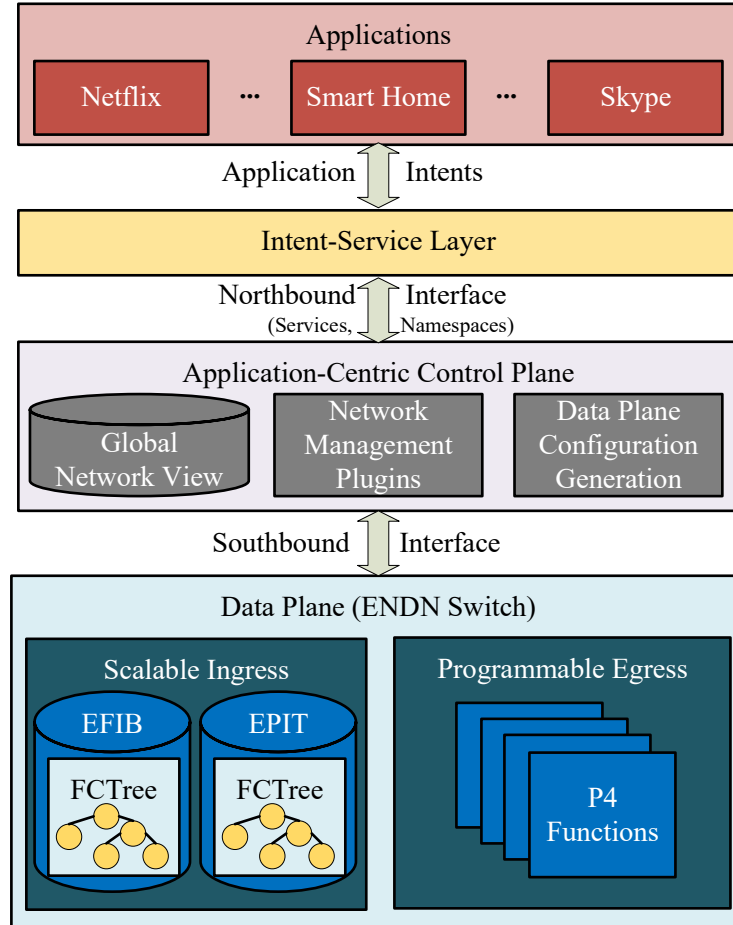 Applications
Netflix ... Smart Home ... Skype
Application Intents
Intent-Service Layer
Northbound Interface
(Services, Namespaces)
Application-Centric Control Plane
Global
Network View
Network
Management
Plugins
Data Plane
Configuration
Generation
Southbound Interface
Data Plane (ENDN Switch)
Scalable Ingress
EFIB
FCTree
EPIT
FCTree
Programmable Egress
P4
Functions